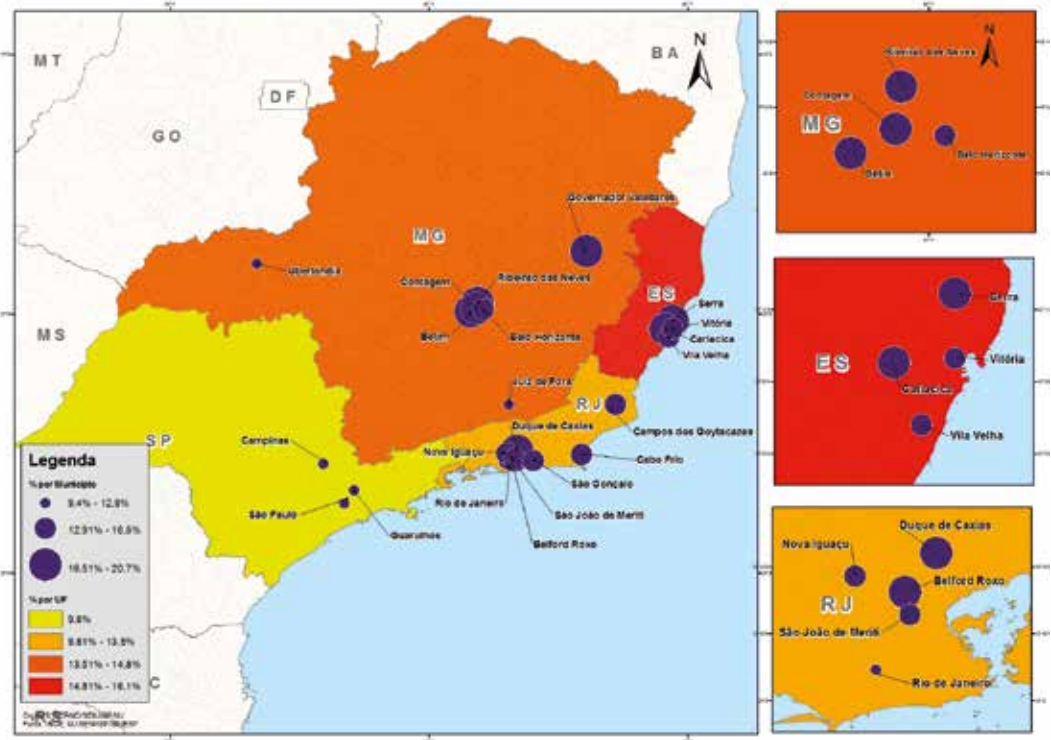 MT
DF
GO
BA
N
MG
MS
ES
RJ
SP
Governador Valadares
Uberlândia
Contagem
Ribeirão das Neves
Betim
Belo Horizonte
Serra
Vitória
Cariacica
Vila Velha
Juiz de Fora
Duque de Caxias
Campos dos Goytacazes
Campinas
Nova Iguaçu
Cabo Frio
São Gonçalo
Rio de Janeiro
São João de Meriti
São Paulo
Guarulhos
Belford Roxo
Legenda
% por Município
9.4% - 12.9%
12.91% - 16.5%
16.51% - 20.7%
% por UF
13.51% - 14.8%
14.81% - 16.1%
C
RS
N
Ribeirão das Neves
Contagem
MG
Belo Horizonte
Betim
Serra
ES
Vitória
Cariacica
Vila Velha
Duque de Caxias
Nova Iguaçu
Belford Roxo
RJ
São João de Meriti
Rio de Janeiro